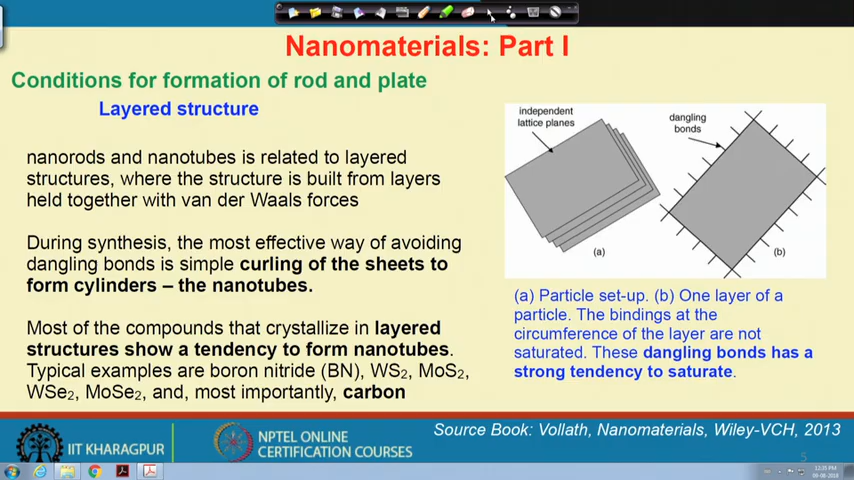 Nanomaterials: Part I
Conditions for formation of rod and plate
Layered structure
nanorods and nanotubes is related to layered
structures, where the structure is built from layers
held together with van der Waals forces
During synthesis, the most effective way of avoiding
dangling bonds is simple curling of the sheets to
form cylinders – the nanotubes.
Most of the compounds that crystallize in layered
structures show a tendency to form nanotubes.
Typical examples are boron nitride (BN), WS₂, MoS₂,
WSe₂, MoSe₂, and, most importantly, carbon
independent
lattice planes
dangling
bonds
(a)
(b)
(a) Particle set-up. (b) One layer of a
particle. The bindings at the
circumference of the layer are not
saturated. These dangling bonds has a
strong tendency to saturate.
Source Book: Vollath, Nanomaterials, Wiley-VCH, 2013
IIT KHARAGPUR
NPTEL ONLINE
CERTIFICATION COURSES
5
12:35 PM